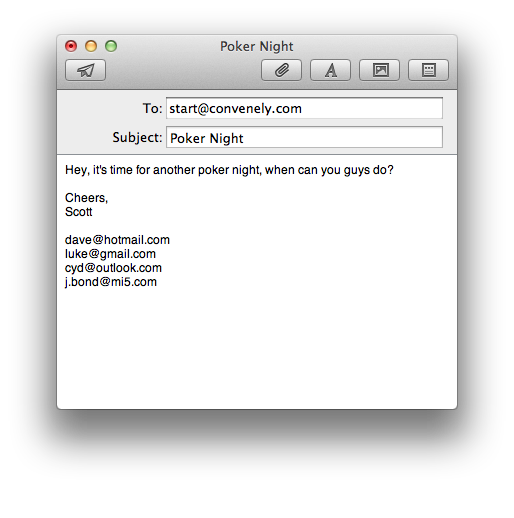 Poker Night
To: start@convenely.com
Subject: Poker Night
Hey, it's time for another poker night, when can you guys do?
Cheers,
Scott
dave@hotmail.com
luke@gmail.com
cyd@outlook.com
j.bond@mi5.com